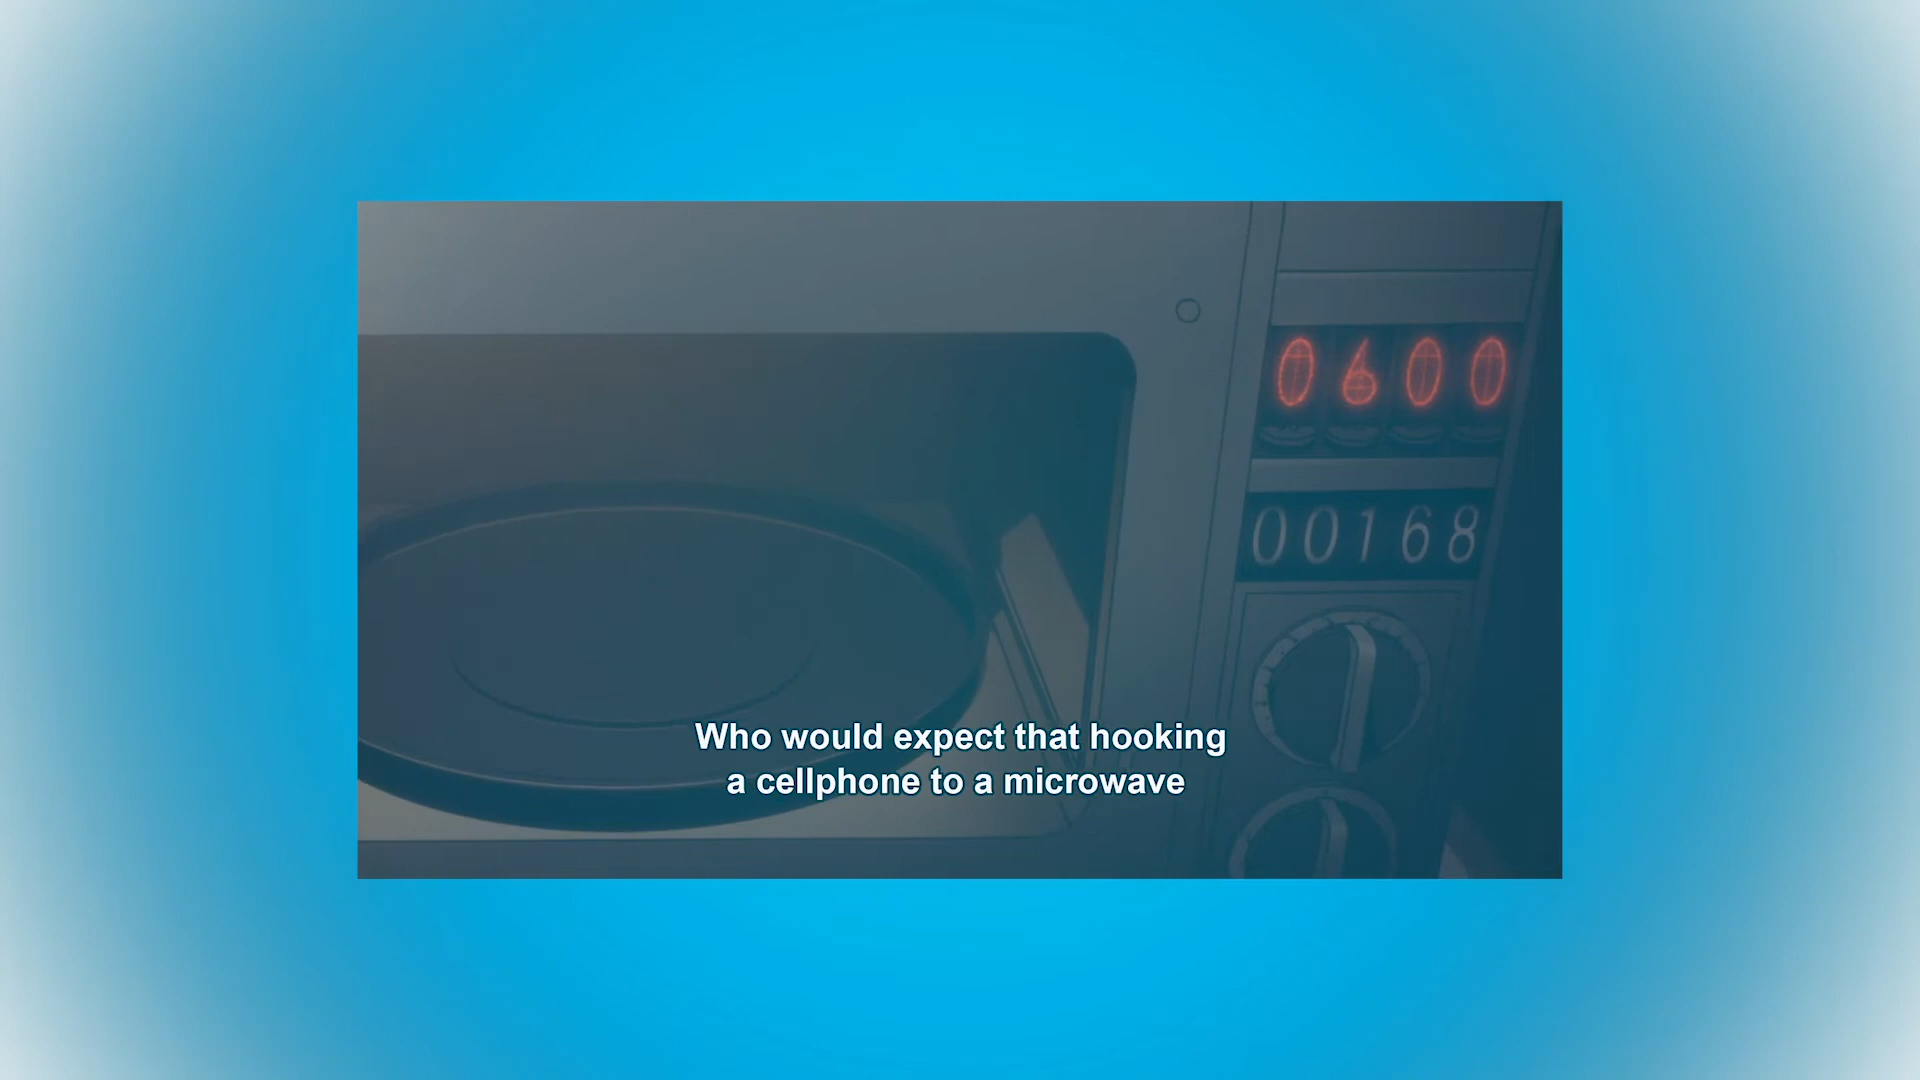 0600
00168
Who would expect that hooking
a cellphone to a microwave